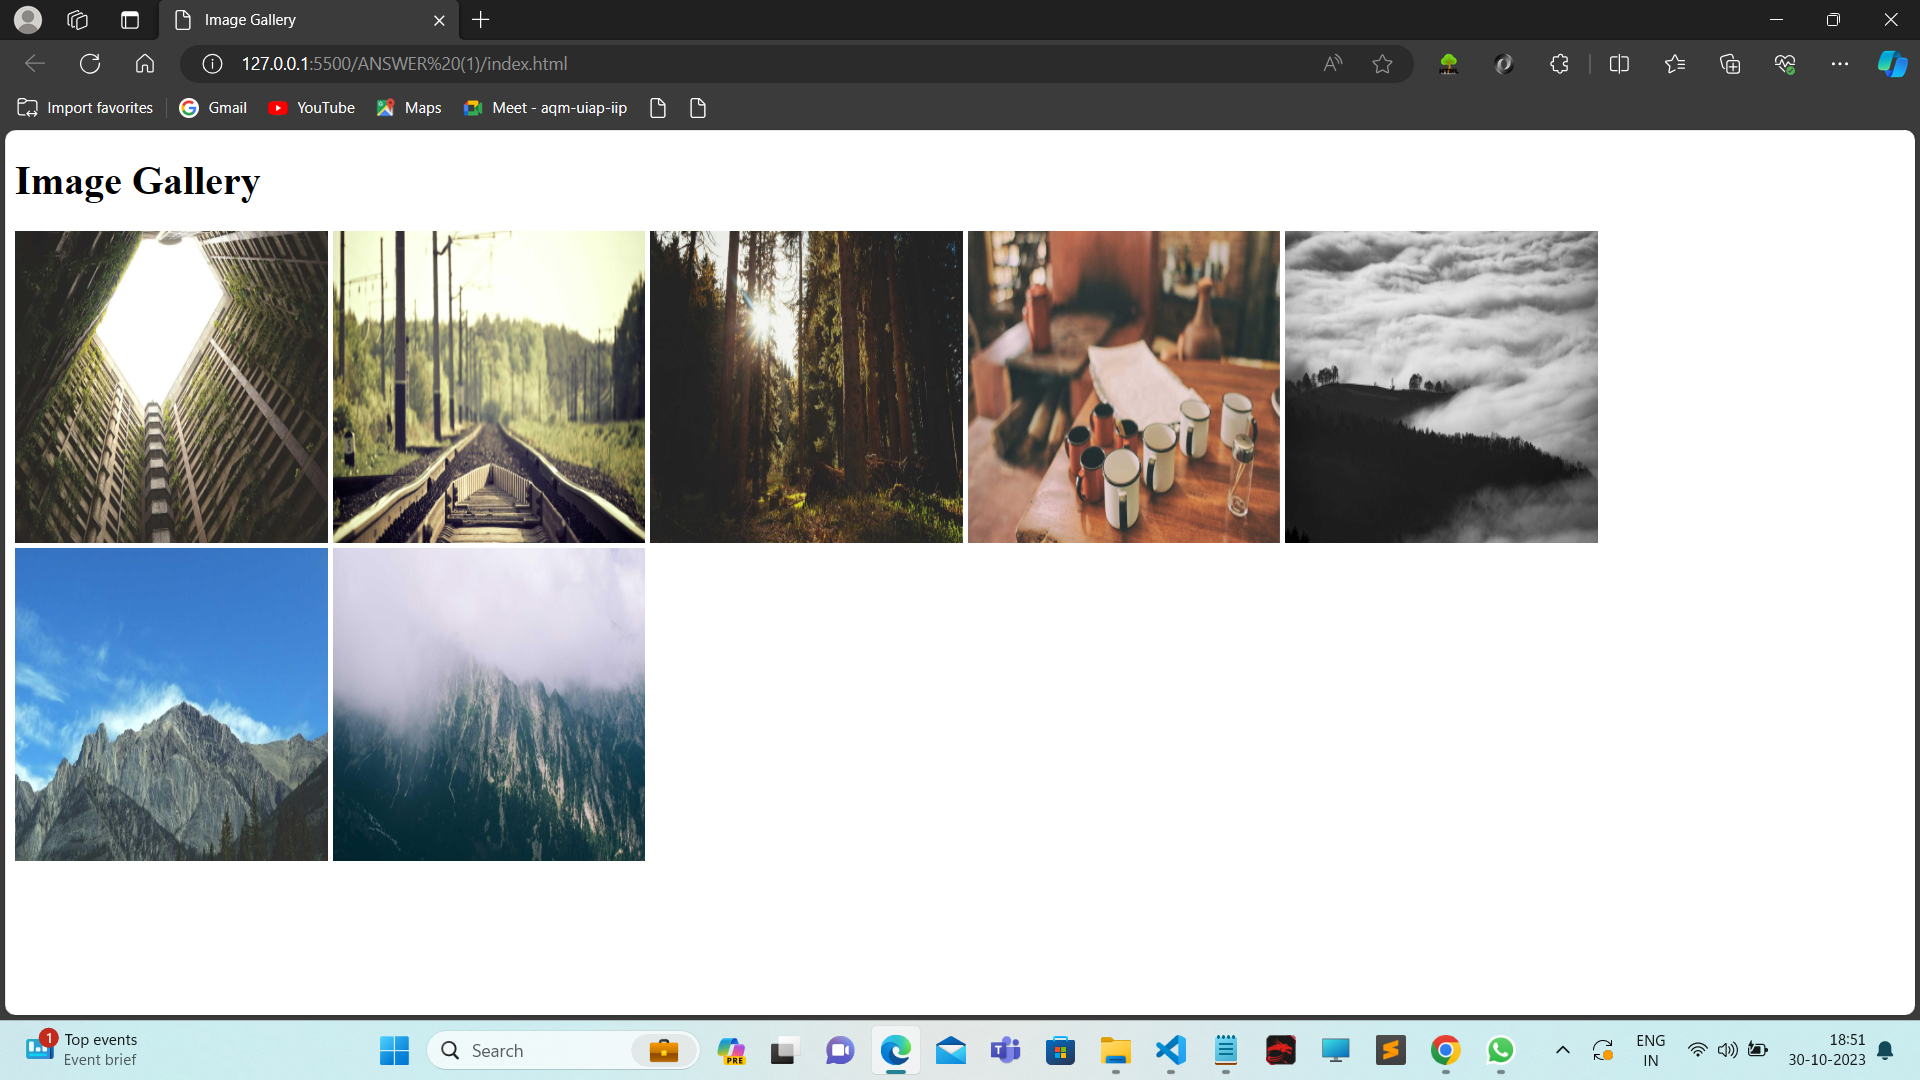 Image Gallery
127.0.0.1:5500/ANSWER%20(1)/index.html
Import favorites
Gmail
YouTube
Maps
Meet - aqm-uiap-iip
Image Gallery
1
Top events
Event brief
Search
PRE
ENG
IN
18:51
30-10-2023